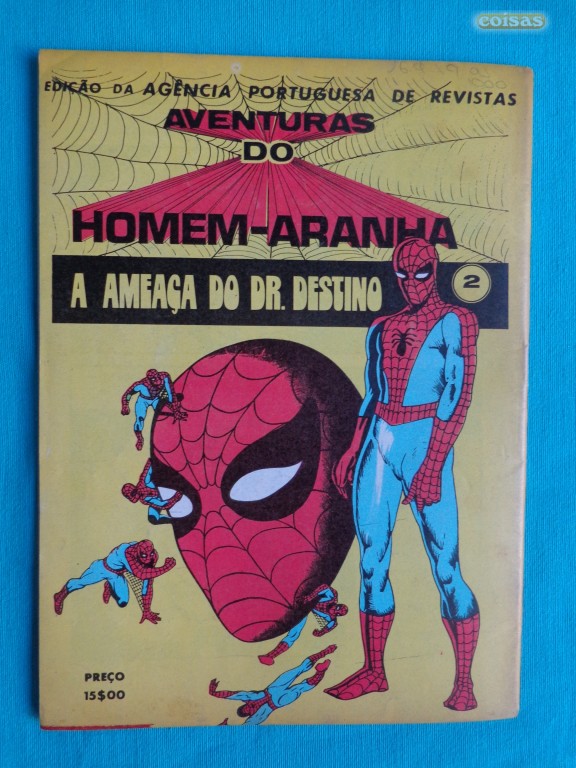 coisas
EDIÇÃO DA AGÊNCIA PORTUGUESA DE REVISTAS
AVENTURAS
DO
HOMEM-ARANHA
A AMEAÇA DO DR. DESTINO
2
PREÇO
15$00